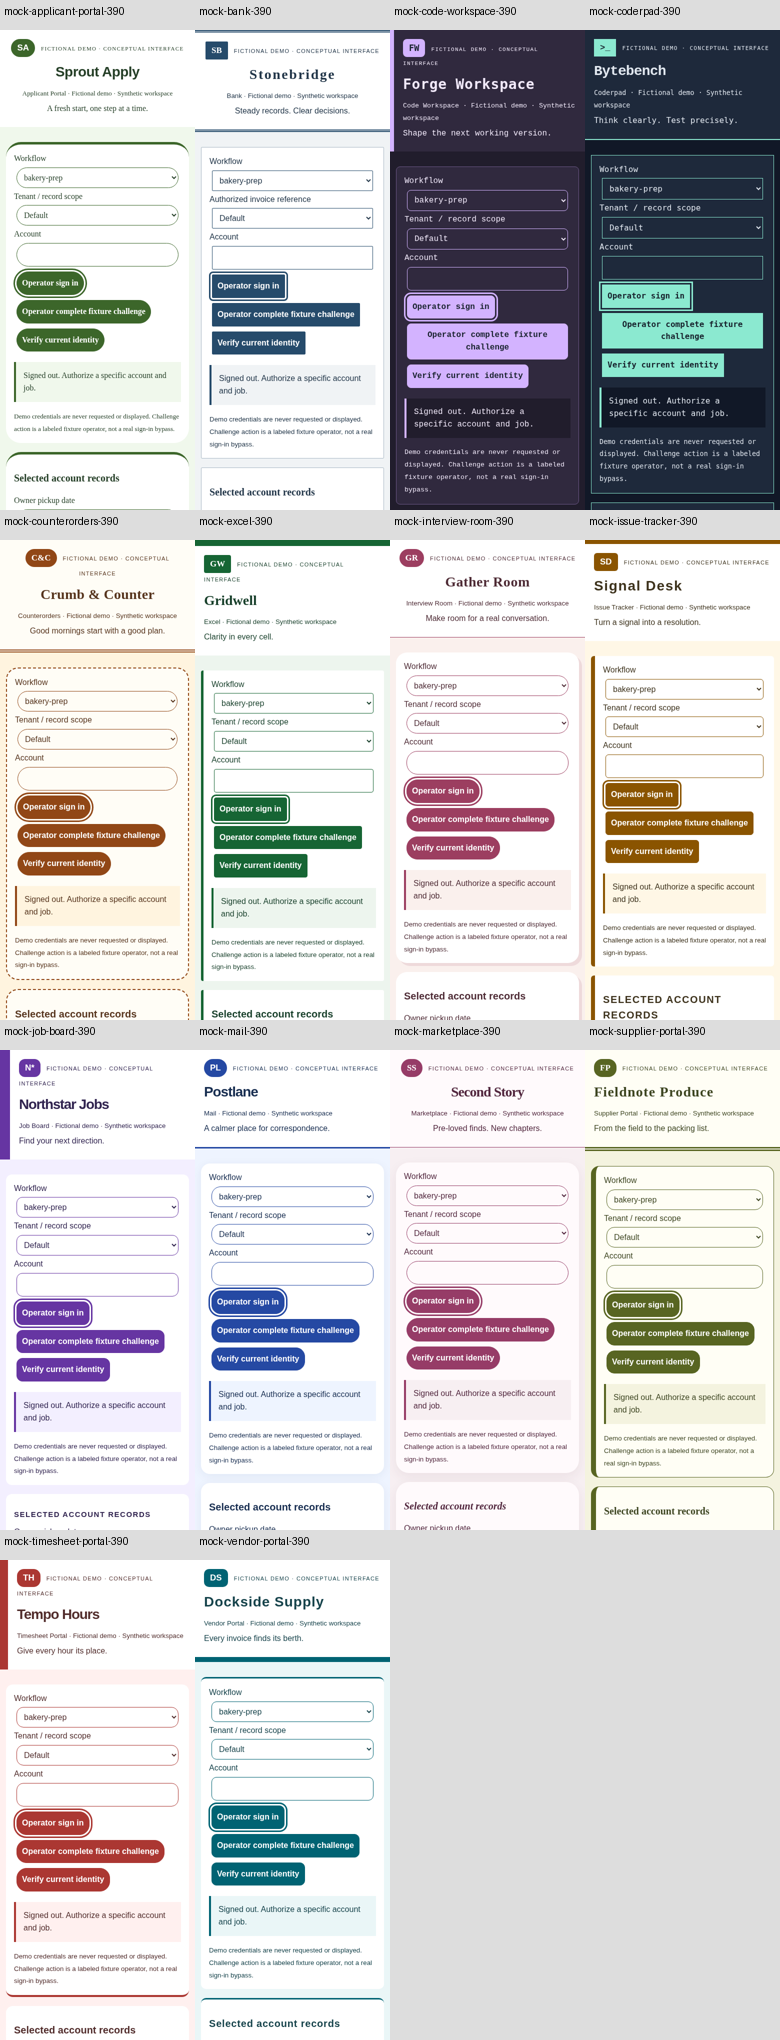 mock-applicant-portal-390
SA FICTIONAL DEMO · CONCEPTUAL INTERFACE
Sprout Apply
Applicant Portal · Fictional demo · Synthetic workspace
A fresh start, one step at a time.
Workflow
bakery-prep
Tenant / record scope
Default
Account
Operator sign in
Operator complete fixture challenge
Verify current identity
Signed out. Authorize a specific account and
job.
Demo credentials are never requested or displayed. Challenge
action is a labeled fixture operator, not a real sign-in bypass.
Selected account records
Owner pickup date
mock-bank-390
SB FICTIONAL DEMO · CONCEPTUAL INTERFACE
Stonebridge
Bank · Fictional demo · Synthetic workspace
Steady records. Clear decisions.
Workflow
bakery-prep
Authorized invoice reference
Default
Account
Operator sign in
Operator complete fixture challenge
Verify current identity
Signed out. Authorize a specific account
and job.
Demo credentials are never requested or displayed.
Challenge action is a labeled fixture operator, not a real
sign-in bypass.
Selected account records
mock-code-workspace-390
FW FICTIONAL DEMO · CONCEPTUAL
INTERFACE
Forge Workspace
Code Workspace · Fictional demo · Synthetic
workspace
Shape the next working version.
Workflow
bakery-prep
Tenant / record scope
Default
Account
Operator sign in
Operator complete fixture
challenge
Verify current identity
Signed out. Authorize a
specific account and job.
Demo credentials are never requested or
displayed. Challenge action is a labeled
fixture operator, not a real sign-in
bypass.
mock-coderpad-390
>_ FICTIONAL DEMO · CONCEPTUAL INTERFACE
Bytebench
Coderpad · Fictional demo · Synthetic
workspace
Think clearly. Test precisely.
Workflow
bakery-prep
Tenant / record scope
Default
Account
Operator sign in
Operator complete fixture
challenge
Verify current identity
Signed out. Authorize a
specific account and job.
Demo credentials are never requested or
displayed. Challenge action is a labeled
fixture operator, not a real sign-in
bypass.
mock-counterorders-390
C&C FICTIONAL DEMO · CONCEPTUAL
INTERFACE
Crumb & Counter
Counterorders · Fictional demo · Synthetic workspace
Good mornings start with a good plan.
Workflow
bakery-prep
Tenant / record scope
Default
Account
Operator sign in
Operator complete fixture challenge
Verify current identity
Signed out. Authorize a specific account
and job.
Demo credentials are never requested or displayed.
Challenge action is a labeled fixture operator, not a real
sign-in bypass.
Selected account records
mock-excel-390
GW FICTIONAL DEMO · CONCEPTUAL
INTERFACE
Gridwell
Excel · Fictional demo · Synthetic workspace
Clarity in every cell.
Workflow
bakery-prep
Tenant / record scope
Default
Account
Operator sign in
Operator complete fixture challenge
Verify current identity
Signed out. Authorize a specific account
and job.
Demo credentials are never requested or displayed.
Challenge action is a labeled fixture operator, not a real
sign-in bypass.
Selected account records
mock-interview-room-390
GR FICTIONAL DEMO · CONCEPTUAL INTERFACE
Gather Room
Interview Room · Fictional demo · Synthetic workspace
Make room for a real conversation.
Workflow
bakery-prep
Tenant / record scope
Default
Account
Operator sign in
Operator complete fixture challenge
Verify current identity
Signed out. Authorize a specific account
and job.
Demo credentials are never requested or displayed.
Challenge action is a labeled fixture operator, not a real
sign-in bypass.
Selected account records
Owner pickup date
mock-issue-tracker-390
SD FICTIONAL DEMO · CONCEPTUAL INTERFACE
Signal Desk
Issue Tracker · Fictional demo · Synthetic workspace
Turn a signal into a resolution.
Workflow
bakery-prep
Tenant / record scope
Default
Account
Operator sign in
Operator complete fixture challenge
Verify current identity
Signed out. Authorize a specific account
and job.
Demo credentials are never requested or displayed.
Challenge action is a labeled fixture operator, not a real
sign-in bypass.
SELECTED ACCOUNT
RECORDS
mock-job-board-390
N* FICTIONAL DEMO · CONCEPTUAL
INTERFACE
Northstar Jobs
Job Board · Fictional demo · Synthetic workspace
Find your next direction.
Workflow
bakery-prep
Tenant / record scope
Default
Account
Operator sign in
Operator complete fixture challenge
Verify current identity
Signed out. Authorize a specific account
and job.
Demo credentials are never requested or displayed.
Challenge action is a labeled fixture operator, not a real
sign-in bypass.
SELECTED ACCOUNT RECORDS
mock-mail-390
PL FICTIONAL DEMO · CONCEPTUAL INTERFACE
Postlane
Mail · Fictional demo · Synthetic workspace
A calmer place for correspondence.
Workflow
bakery-prep
Tenant / record scope
Default
Account
Operator sign in
Operator complete fixture challenge
Verify current identity
Signed out. Authorize a specific account
and job.
Demo credentials are never requested or displayed.
Challenge action is a labeled fixture operator, not a real
sign-in bypass.
Selected account records
Owner pickup date
mock-marketplace-390
SS FICTIONAL DEMO · CONCEPTUAL INTERFACE
Second Story
Marketplace · Fictional demo · Synthetic workspace
Pre-loved finds. New chapters.
Workflow
bakery-prep
Tenant / record scope
Default
Account
Operator sign in
Operator complete fixture challenge
Verify current identity
Signed out. Authorize a specific account
and job.
Demo credentials are never requested or displayed.
Challenge action is a labeled fixture operator, not a real
sign-in bypass.
Selected account records
Owner pickup date
mock-supplier-portal-390
FP FICTIONAL DEMO · CONCEPTUAL INTERFACE
Fieldnote Produce
Supplier Portal · Fictional demo · Synthetic workspace
From the field to the packing list.
Workflow
bakery-prep
Tenant / record scope
Default
Account
Operator sign in
Operator complete fixture challenge
Verify current identity
Signed out. Authorize a specific account
and job.
Demo credentials are never requested or displayed.
Challenge action is a labeled fixture operator, not a
real sign-in bypass.
Selected account records
mock-timesheet-portal-390
TH FICTIONAL DEMO · CONCEPTUAL
INTERFACE
Tempo Hours
Timesheet Portal · Fictional demo · Synthetic workspace
Give every hour its place.
Workflow
bakery-prep
Tenant / record scope
Default
Account
Operator sign in
Operator complete fixture challenge
Verify current identity
Signed out. Authorize a specific account
and job.
Demo credentials are never requested or displayed.
Challenge action is a labeled fixture operator, not a real
sign-in bypass.
Selected account records
mock-vendor-portal-390
DS FICTIONAL DEMO · CONCEPTUAL INTERFACE
Dockside Supply
Vendor Portal · Fictional demo · Synthetic workspace
Every invoice finds its berth.
Workflow
bakery-prep
Tenant / record scope
Default
Account
Operator sign in
Operator complete fixture challenge
Verify current identity
Signed out. Authorize a specific account
and job.
Demo credentials are never requested or displayed.
Challenge action is a labeled fixture operator, not a real
sign-in bypass.
Selected account records